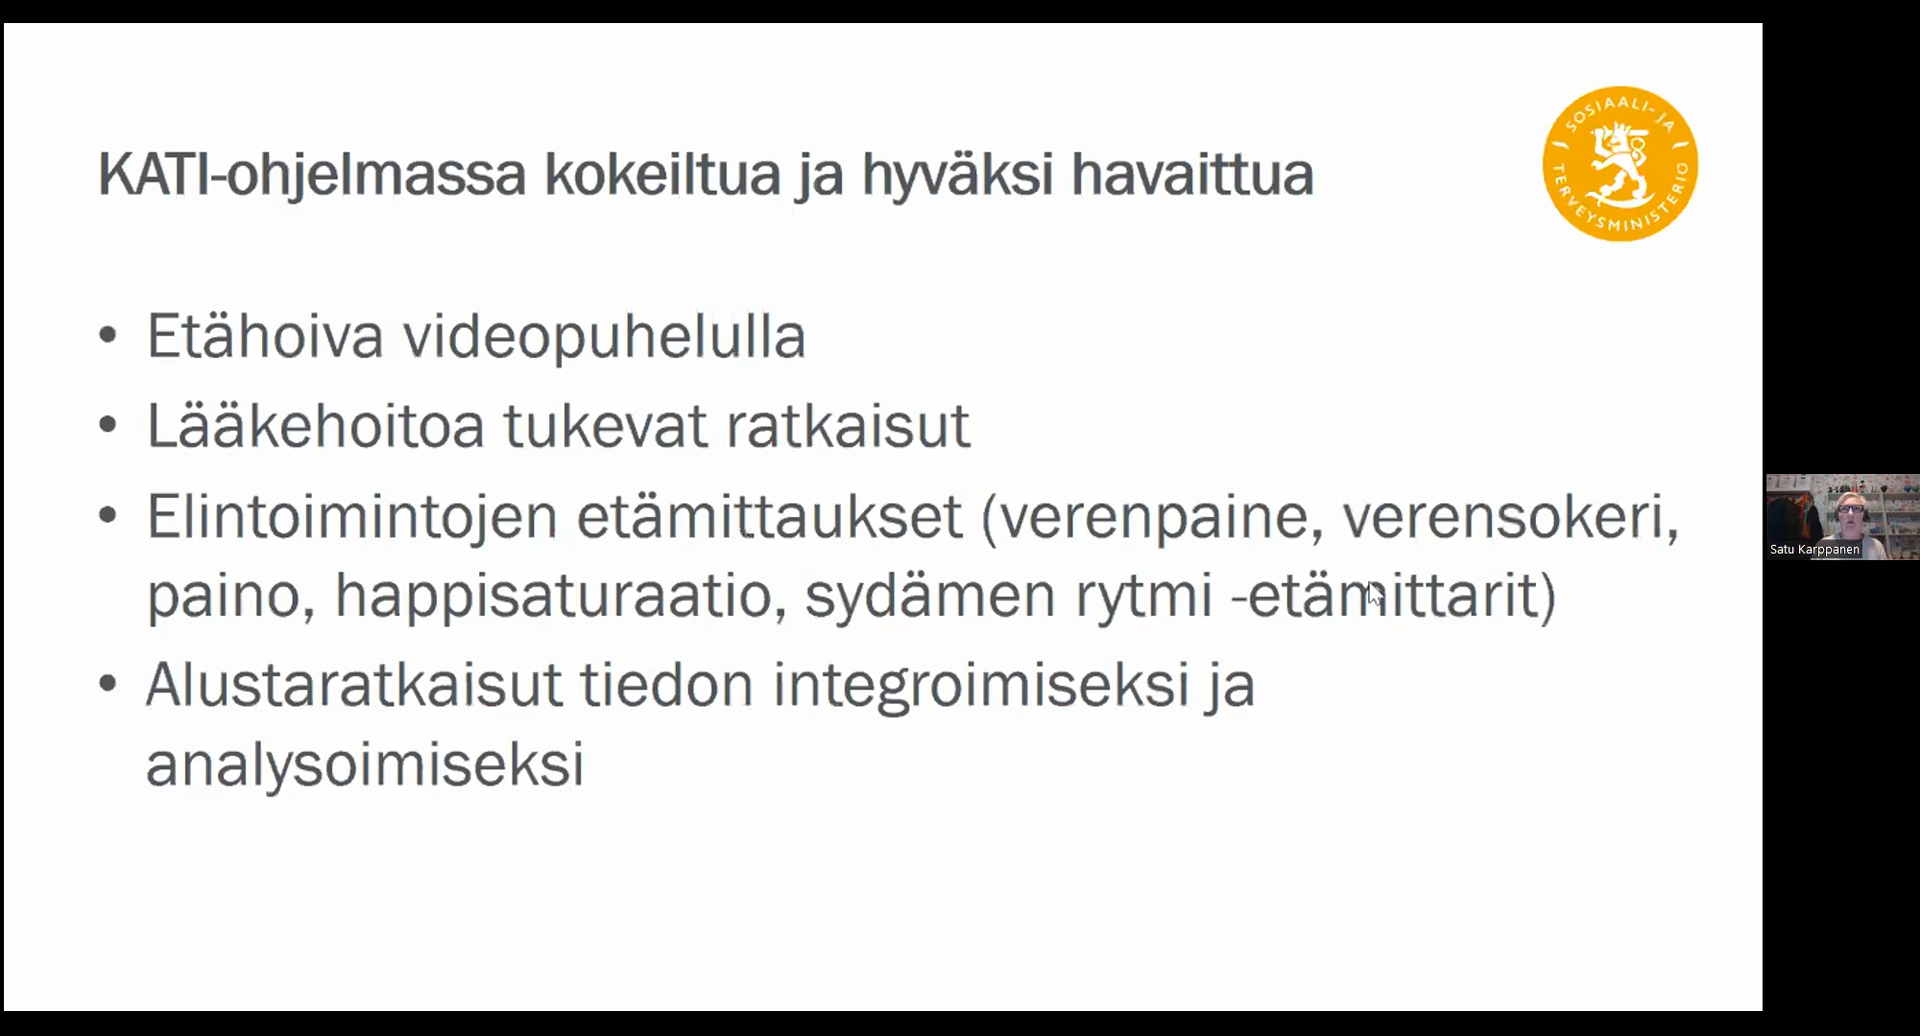 KATI-ohjelmassa kokeiltua ja hyväksi havaittua
SOSIAALI- JA
TERVEYSMINISTERIÖ
• Etähoiva videopuhelulla
• Lääkehoitoa tukevat ratkaisut
• Elintoimintojen etämittaukset (verenpaine, verensokeri,
paino, happisaturaatio, sydämen rytmi -etämittarit)
• Alustaratkaisut tiedon integroimiseksi ja
analysoimiseksi
Satu Karppanen